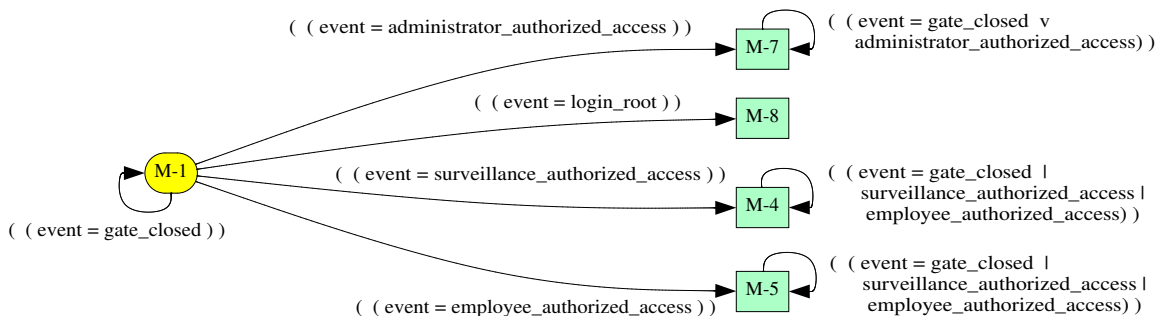 ( ( event = administrator_authorized_access ) )
M-7
( ( event = gate_closed v
administrator_authorized_access) )
( ( event = login_root ) )
M-8
M-1
( ( event = gate_closed ) )
( ( event = surveillance_authorized_access ) )
M-4
( ( event = gate_closed |
surveillance_authorized_access |
employee_authorized_access) )
( ( event = employee_authorized_access ) )
M-5
( ( event = gate_closed |
surveillance_authorized_access |
employee_authorized_access) )